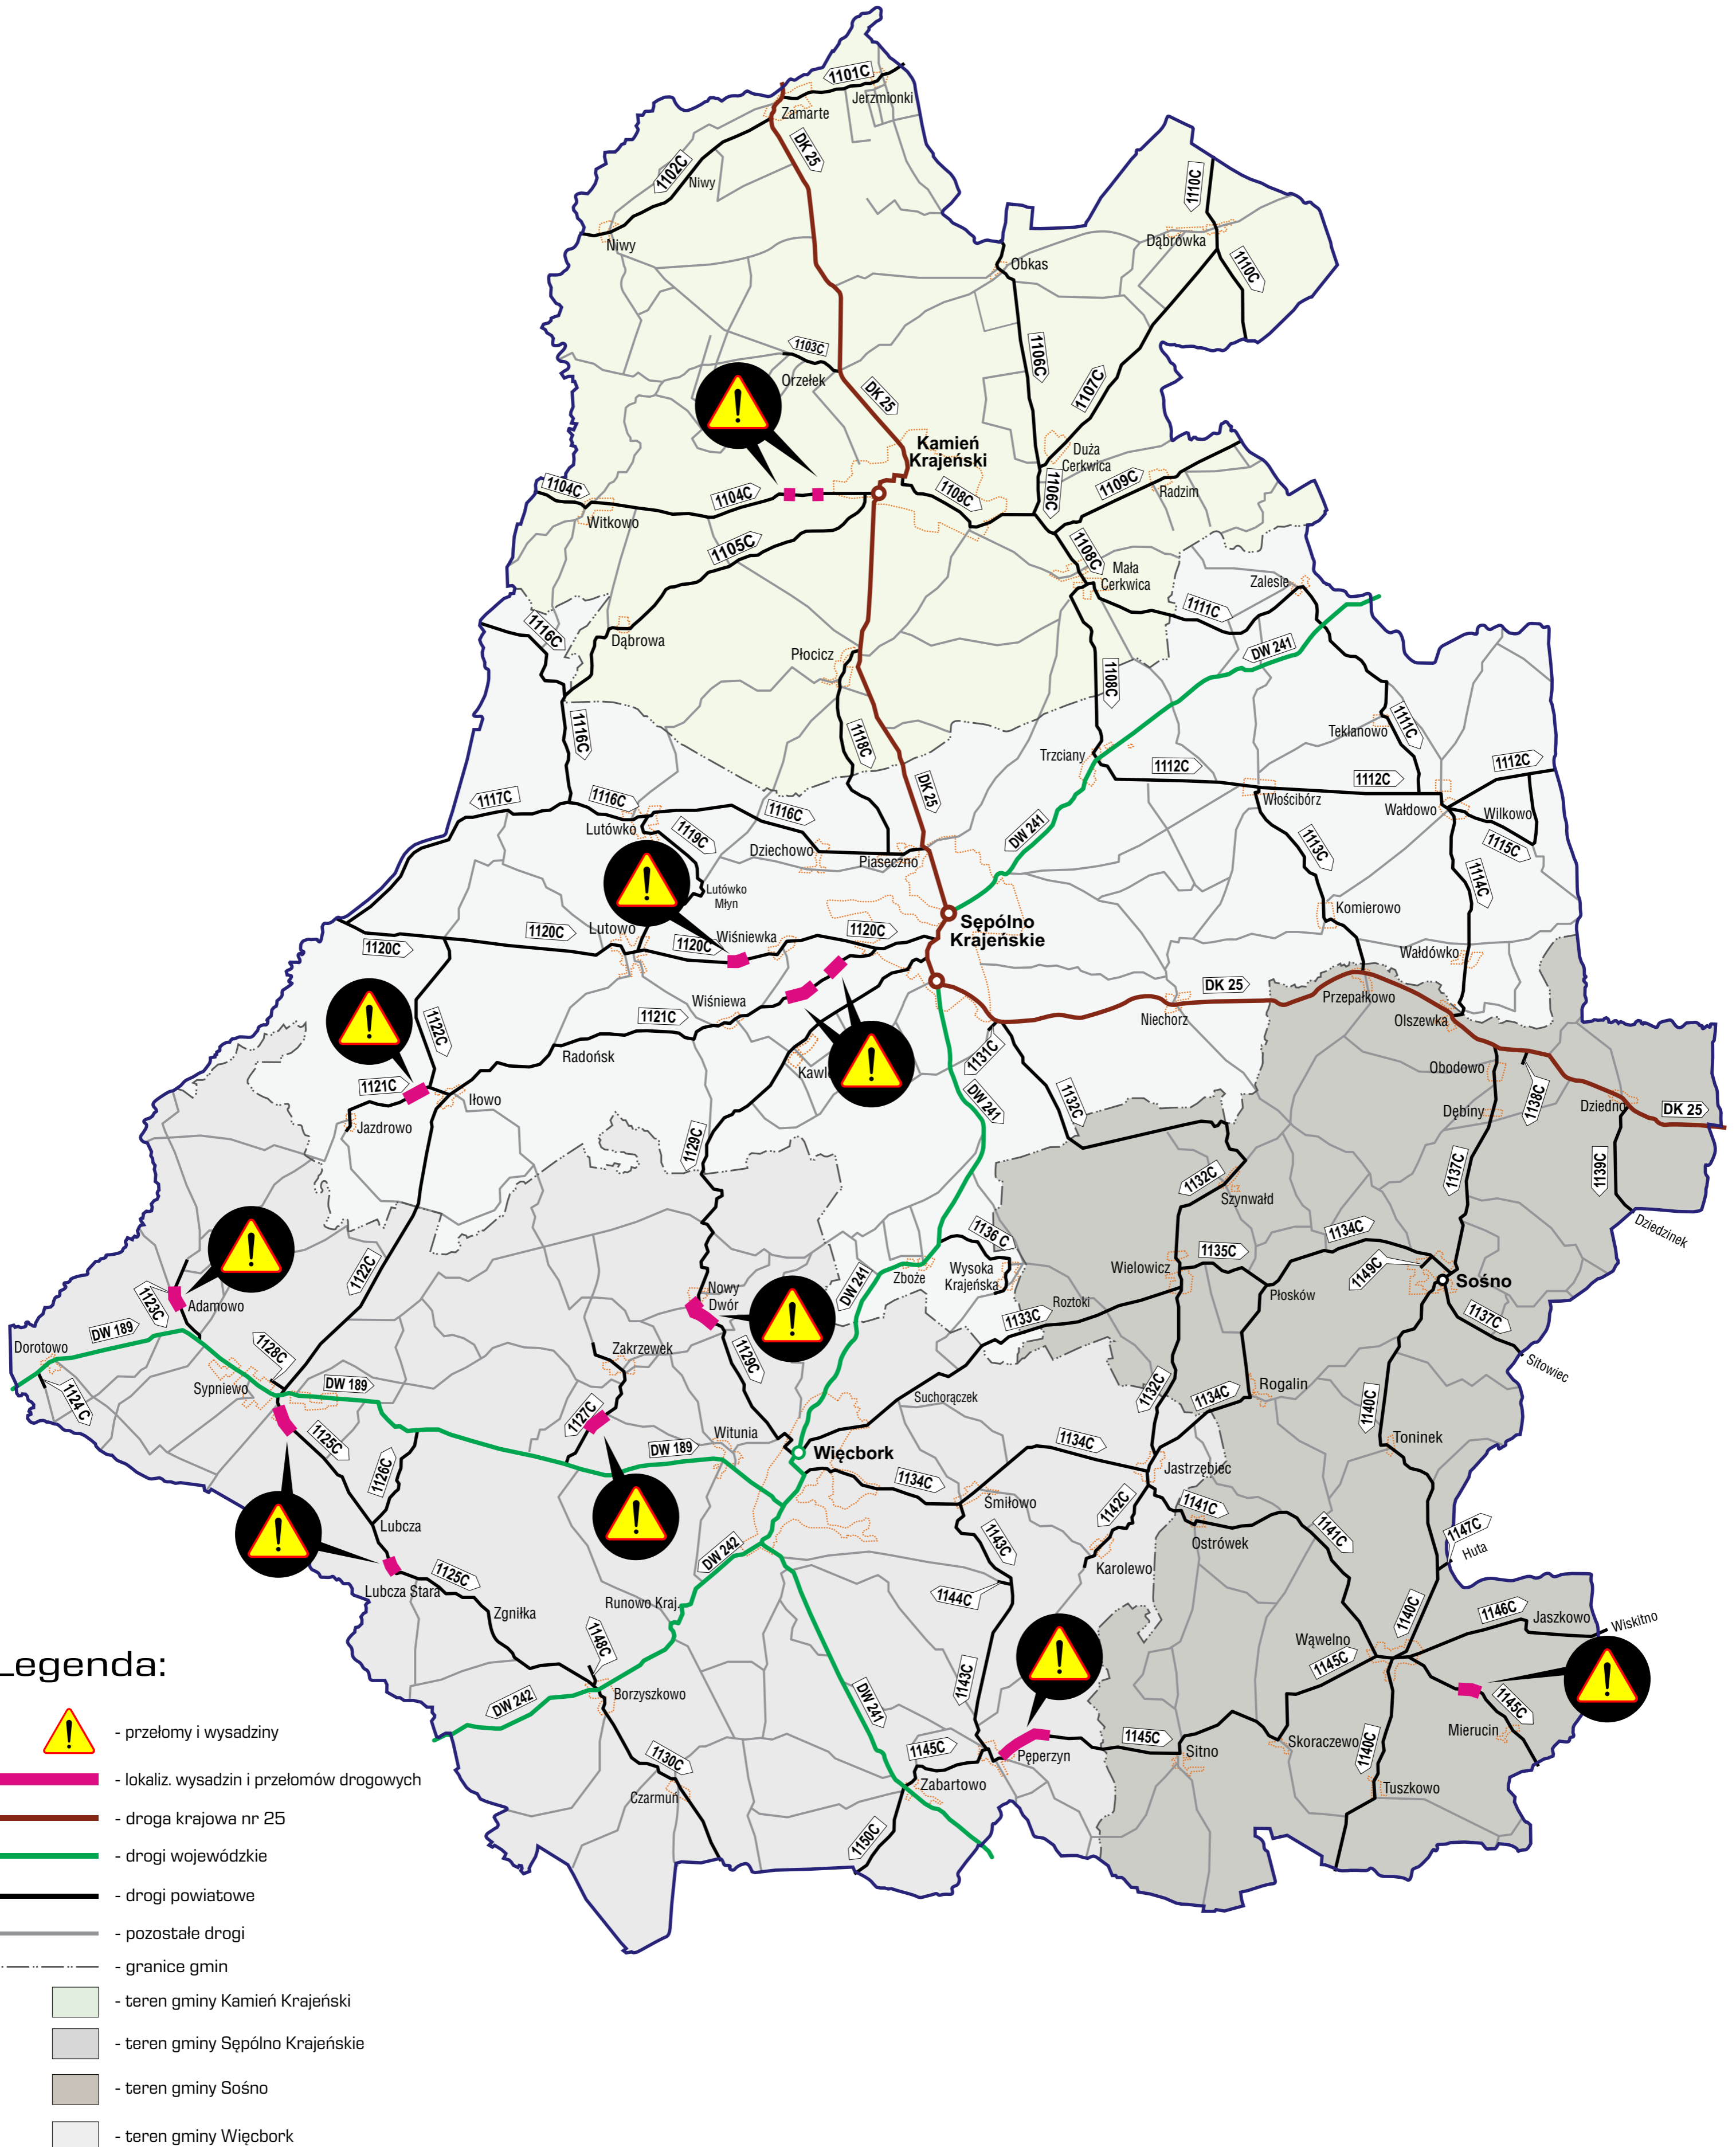 1101C
Jerzmionki
Zamarte
DK 25
1102C
Niwy
Niwy
1110C
Dąbrówka
1110C
Obkas
1103C
Orzełek
1106C
1107C
DK 25
Kamień
Krajeński
Duża
Cerkwica
1104C
1104C
1108C
1106C
1109C
Radzim
Witkowo
1105C
1108C
Mała
Cerkwica
Zalesie
1111C
1116C
Dąbrowa
Płocicz
DW 241
1108C
1116C
1118C
Trzciany
Teklanowo
1111C
1112C
1112C
1112C
DK 25
1117C
1116C
1116C
Włościbórz
Wałdowo
Wilkowo
Lutówko
1119C
Dziechowo
Piaseczno
DW 241
1113C
1115C
1114C
Lutówko
Młyn
Komierowo
Sępólno
Krajeńskie
1120C
1120C
Lutowo
1120C
Wiśniewka
1120C
Wałdówko
DK 25
Przepałkowo
Wiśniewa
1121C
Niechorz
Olszewka
1122C
Radońsk
1131C
Obodowo
1138C
1121C
Iłowo
DW 241
1132C
Dębiny
Dziedno
DK 25
Jazdrowo
1129C
1137C
1139C
1132C
Szynwałd
Dziedzinek
1136 C
1134C
1135C
Wielowicz
1149C
Sośno
Zboże
Wysoka
Krajeńska
Płosków
1122C
DW 241
Nowy
Dwór
Roztoki
1133C
1137C
1123C
Adamowo
DW 189
Dorotowo
1128C
Zakrzewek
1129C
Sitowiec
Sypniewo
DW 189
1124 C
1132C
1134C
Rogalin
1140C
Suchorączek
1127C
1125C
1126C
DW 189
Witunia
Więcbork
1134C
Toninek
1134C
Jastrzębiec
Śmiłowo
1142C
1141C
1141C
Lubcza
DW 242
1143C
Ostrówek
1147C
Huta
Karolewo
1125C
Lubcza Stara
1144C
Zgniłka
Runowo Kraj.
1148C
1140C
1146C
Jaszkowo
Wiskitno
Wąwelno
1145C
1143C
Borzyszkowo
DW 242
DW 241
1145C
Mierucin
1130C
1145C
Pęperzyn
1145C
Sitno
Skoraczewo
1140C
Zabartowo
Czarmuń
Tuszkowo
1150C
Legenda:
- przełomy i wysadziny
- lokaliz. wysadzin i przełomów drogowych
- droga krajowa nr 25
- drogi wojewódzkie
- drogi powiatowe
- pozostałe drogi
- granice gmin
- teren gminy Kamień Krajeński
- teren gminy Sępólno Krajeńskie
- teren gminy Sośno
- teren gminy Więcbork